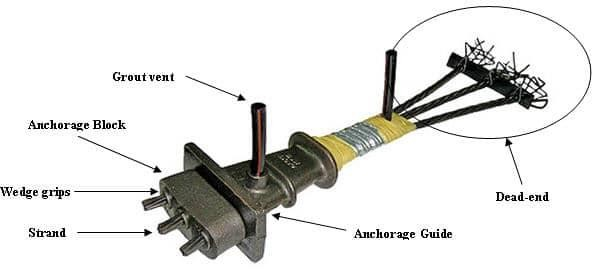 Grout vent
Anchorage Block
Wedge grips
Strand
Anchorage Guide
Dead-end